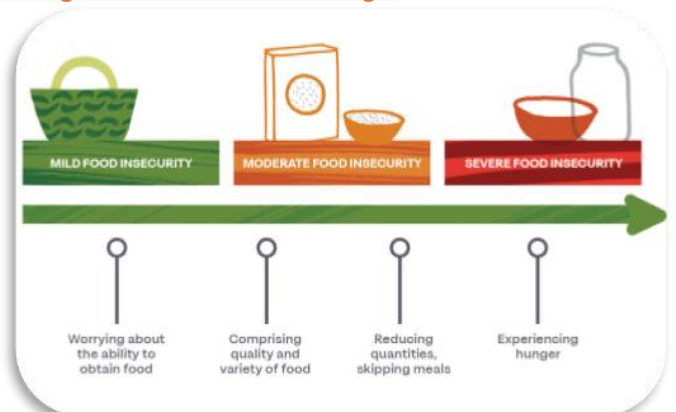 MILD FOOD INSECURITY
MODERATE FOOD INSECURITY
SEVERE FOOD INSECURITY
Worrying about
the ability to
obtain food
Comprising
quality and
variety of food
Reducing
quantities,
skipping meals
Experiencing
hunger